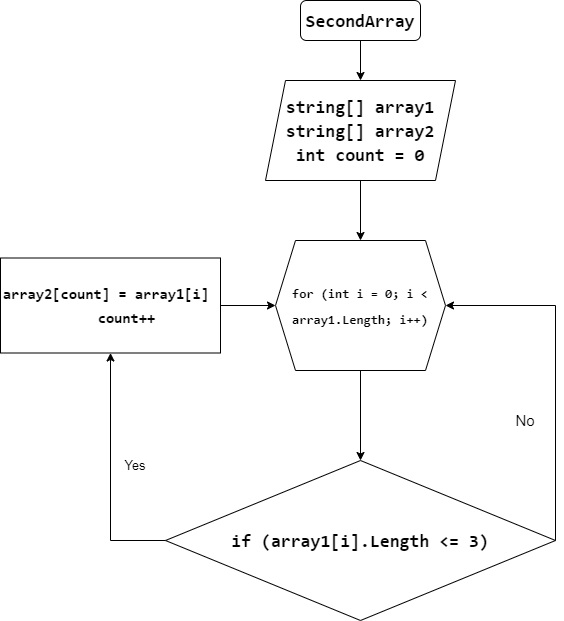 SecondArray
string[] array1
string[] array2
int count = 0
for (int i = 0; i <
array1.Length; i++)
array2[count] = array1[i]
count++
No
Yes
if (array1[i].Length <= 3)